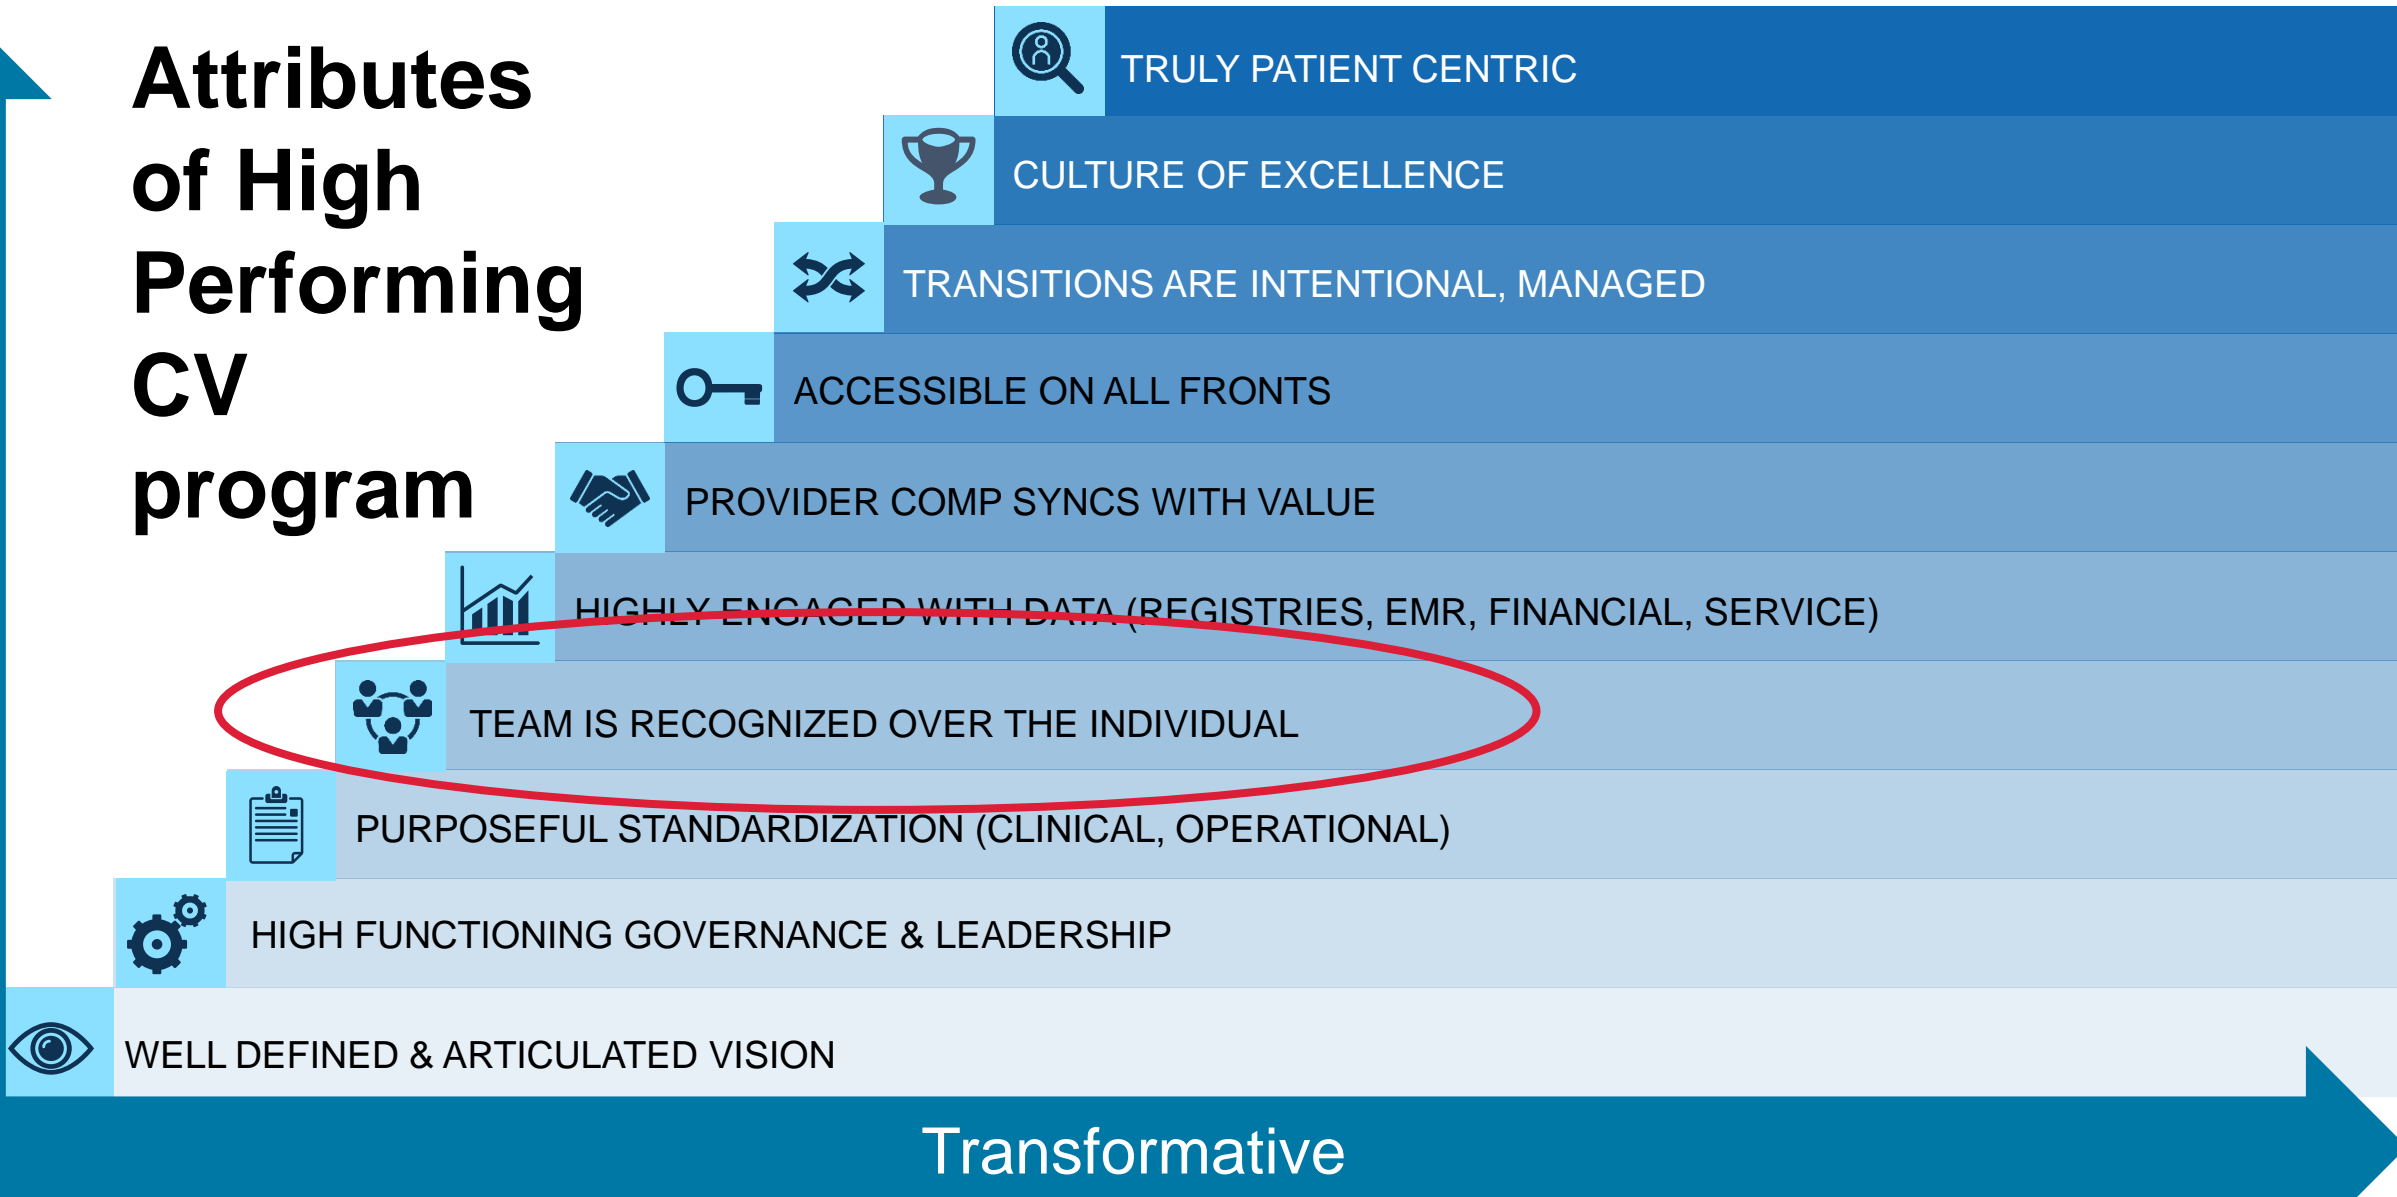 Attributes
of High
Performing
CV
program
TRULY PATIENT CENTRIC
CULTURE OF EXCELLENCE
TRANSITIONS ARE INTENTIONAL, MANAGED
ACCESSIBLE ON ALL FRONTS
PROVIDER COMP SYNCS WITH VALUE
HIGHLY ENGAGED WITH DATA (REGISTRIES, EMR, FINANCIAL, SERVICE)
TEAM IS RECOGNIZED OVER THE INDIVIDUAL
PURPOSEFUL STANDARDIZATION (CLINICAL, OPERATIONAL)
HIGH FUNCTIONING GOVERNANCE & LEADERSHIP
WELL DEFINED & ARTICULATED VISION
Transformative